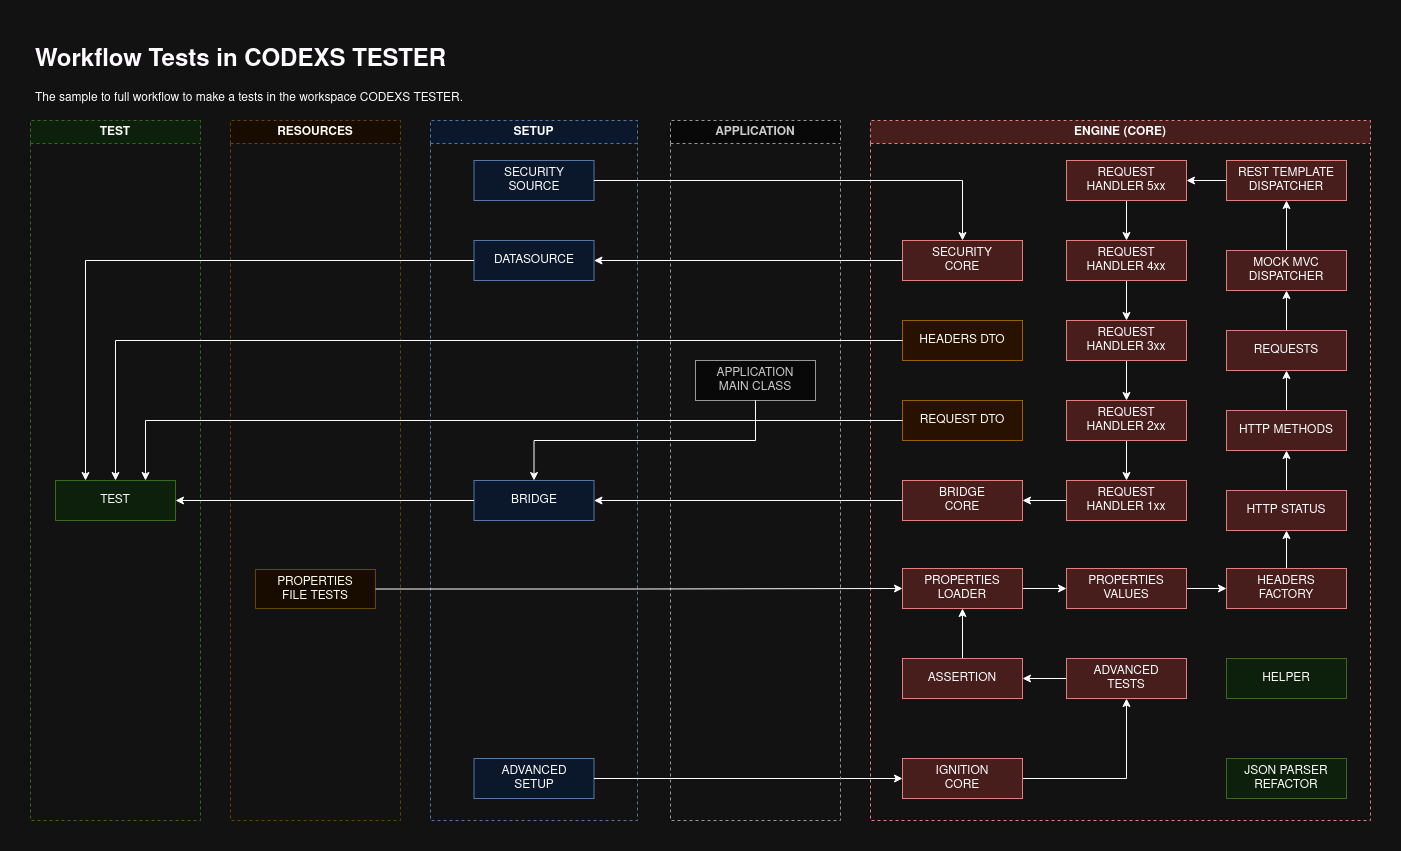 Workflow Tests in CODEXS TESTER
The sample to full workflow to make a tests in the workspace CODEXS TESTER.
TEST
RESOURCES
SETUP
APPLICATION
ENGINE (CORE)
SECURITY
SOURCE
REQUEST
HANDLER 5xx
REST TEMPLATE
DISPATCHER
DATASOURCE
SECURITY
CORE
REQUEST
HANDLER 4xx
MOCK MVC
DISPATCHER
HEADERS DTO
REQUEST
HANDLER 3xx
REQUESTS
APPLICATION
MAIN CLASS
REQUEST DTO
REQUEST
HANDLER 2xx
HTTP METHODS
TEST
BRIDGE
BRIDGE
CORE
REQUEST
HANDLER 1xx
HTTP STATUS
PROPERTIES
FILE TESTS
PROPERTIES
LOADER
PROPERTIES
VALUES
HEADERS
FACTORY
ASSERTION
ADVANCED
TESTS
HELPER
ADVANCED
SETUP
IGNITION
CORE
JSON PARSER
REFACTOR